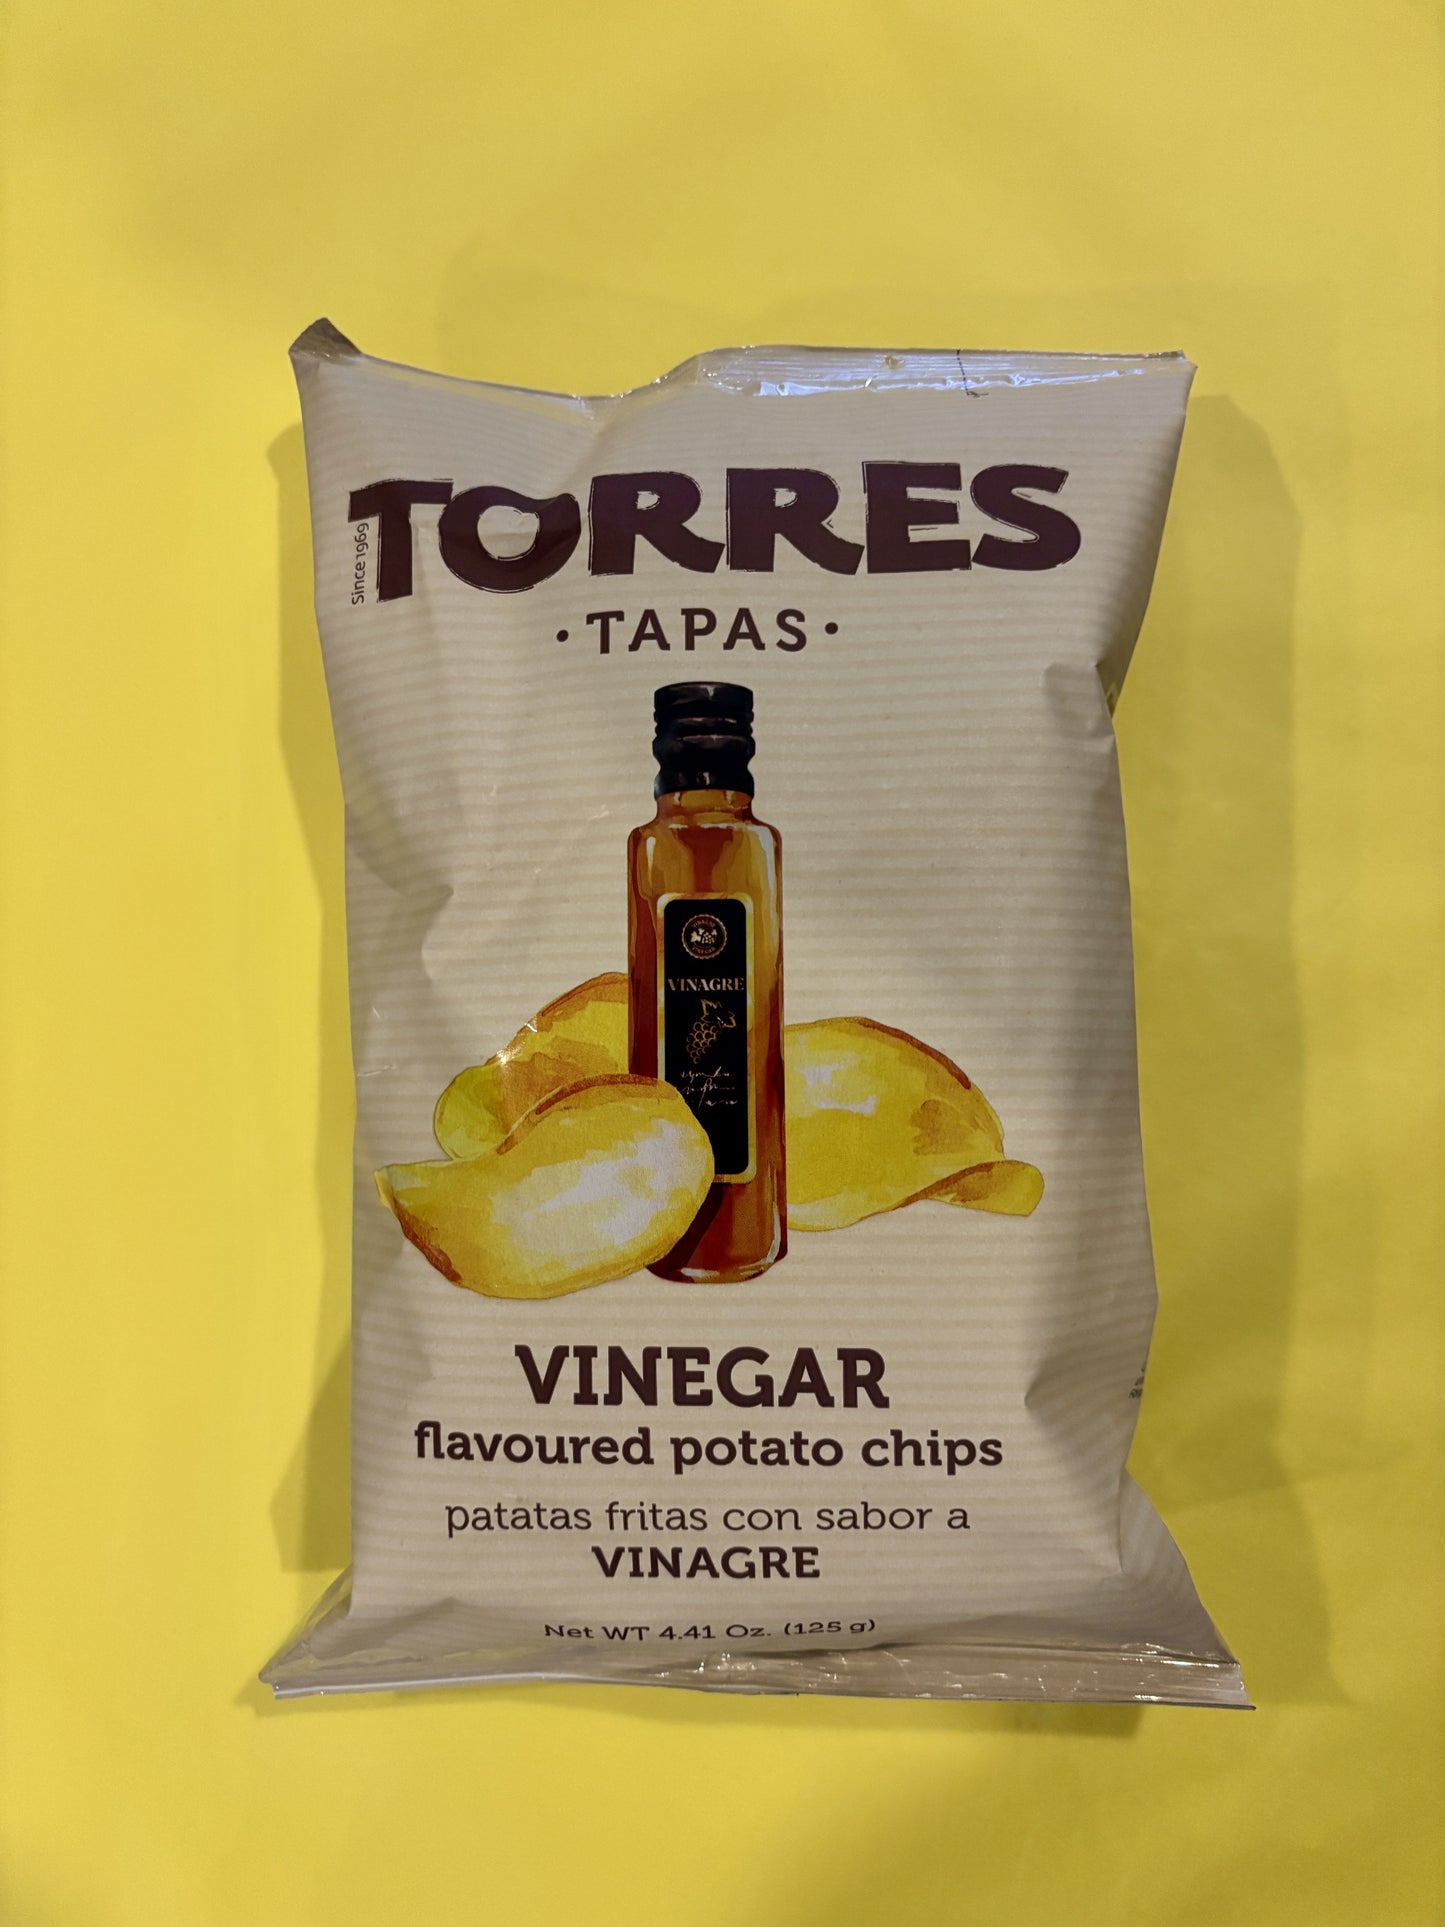 Since 1969
TORRES
· TAPAS ·
VINAGRE
VINEGAR
flavoured potato chips
patatas fritas con sabor a
VINAGRE
Net WT 4.41 Oz. (125 g)